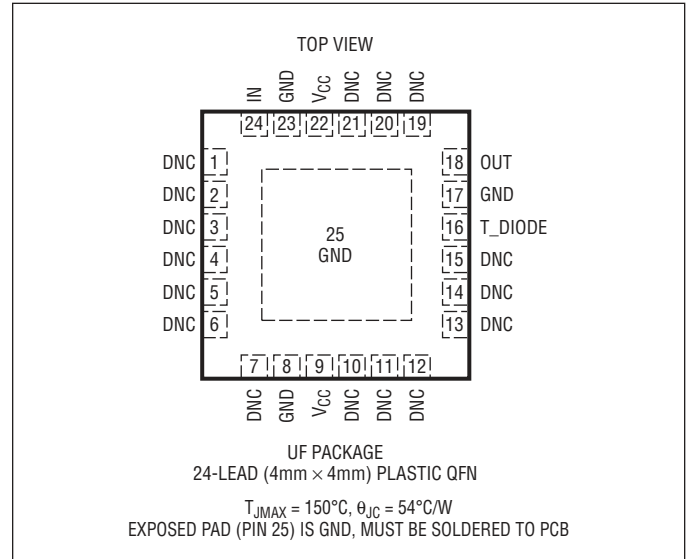 TOP VIEW
IN GND VCC DNC DNC DNC
24 23 22 21 20 19
DNC 1 18 OUT
DNC 2 17 GND
DNC 3 16 T_DIODE
DNC 4 15 DNC
DNC 5 14 DNC
DNC 6 13 DNC
25
GND
7 8 9 10 11 12
DNC GND VCC DNC DNC DNC
UF PACKAGE
24-LEAD (4mm × 4mm) PLASTIC QFN
TJMAX = 150°C, θJC = 54°C/W
EXPOSED PAD (PIN 25) IS GND, MUST BE SOLDERED TO PCB